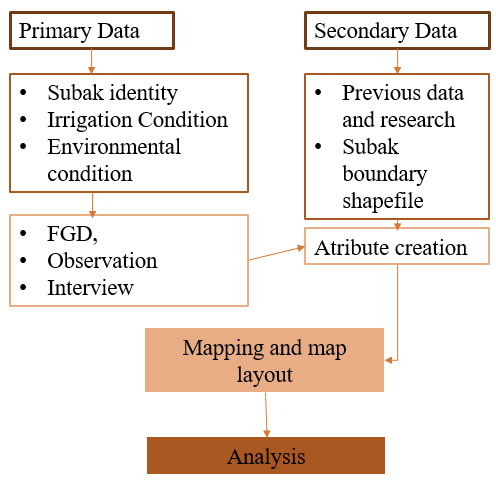 Primary Data
• Subak identity
• Irrigation Condition
• Environmental
condition
• FGD,
• Observation
• Interview
Secondary Data
• Previous data
and research
• Subak
boundary
shapefile
Atribute creation
Mapping and map
layout
Analysis